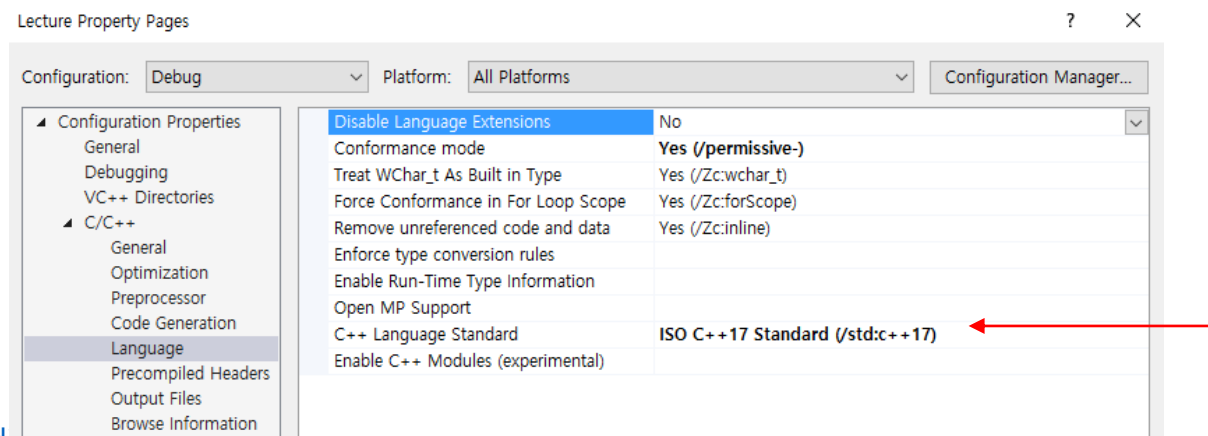 Lecture Property Pages ? ×
Configuration: Debug Platform: All Platforms Configuration Manager...
Configuration Properties
General
Debugging
VC++ Directories
C/C++
General
Optimization
Preprocessor
Code Generation
Language
Precompiled Headers
Output Files
Browse Information
Disable Language Extensions No
Conformance mode Yes (/permissive-)
Treat WChar_t As Built in Type Yes (/Zc:wchar_t)
Force Conformance in For Loop Scope Yes (/Zc:forScope)
Remove unreferenced code and data Yes (/Zc:inline)
Enforce type conversion rules
Enable Run-Time Type Information
Open MP Support
C++ Language Standard ISO C++17 Standard (/std:c++17)
Enable C++ Modules (experimental)